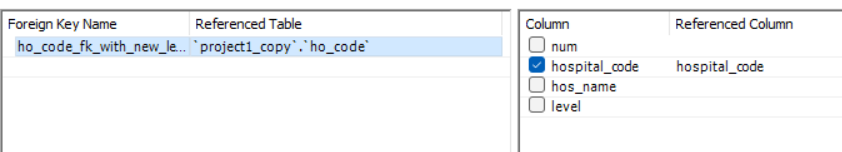 Foreign Key Name Referenced Table
ho_code_fk_with_new_le... `project1_copy`.`ho_code`
Column Referenced Column
num
hospital_code hospital_code
hos_name
level